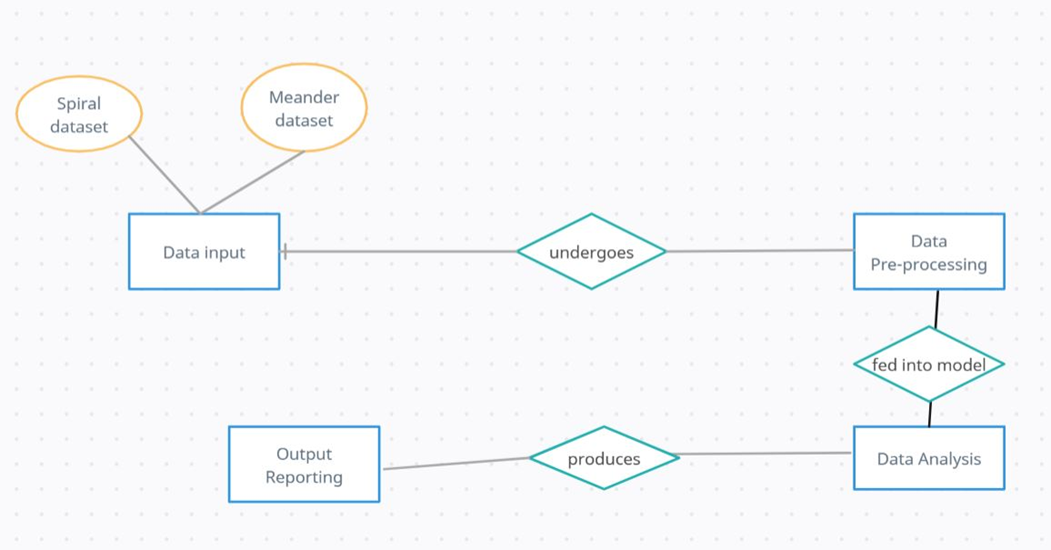 Spiral
dataset
Meander
dataset
Data input
undergoes
Data
Pre-processing
fed into model
Output
Reporting
produces
Data Analysis